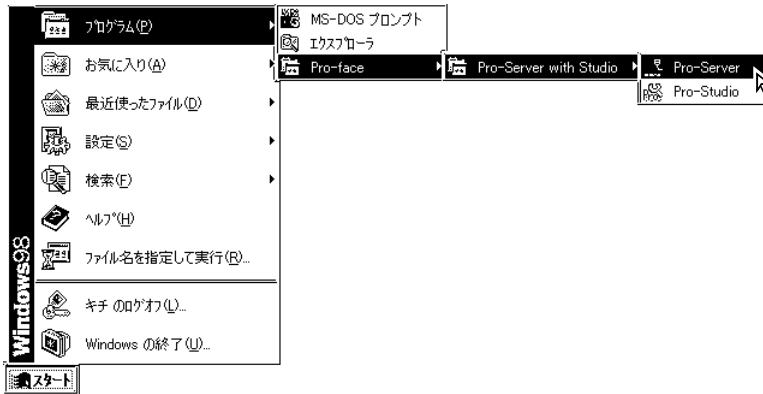 プログラム(P)
お気に入り(A)
最近使ったファイル(D)
設定(S)
検索(F)
ヘルプ(H)
ファイル名を指定して実行(R)...
キチ のログオフ(L)...
Windows の終了(U)...
Windows98
スタート
MS-DOS プロンプト
エクスプローラ
Pro-face
Pro-Server with Studio
Pro-Server
Pro-Studio